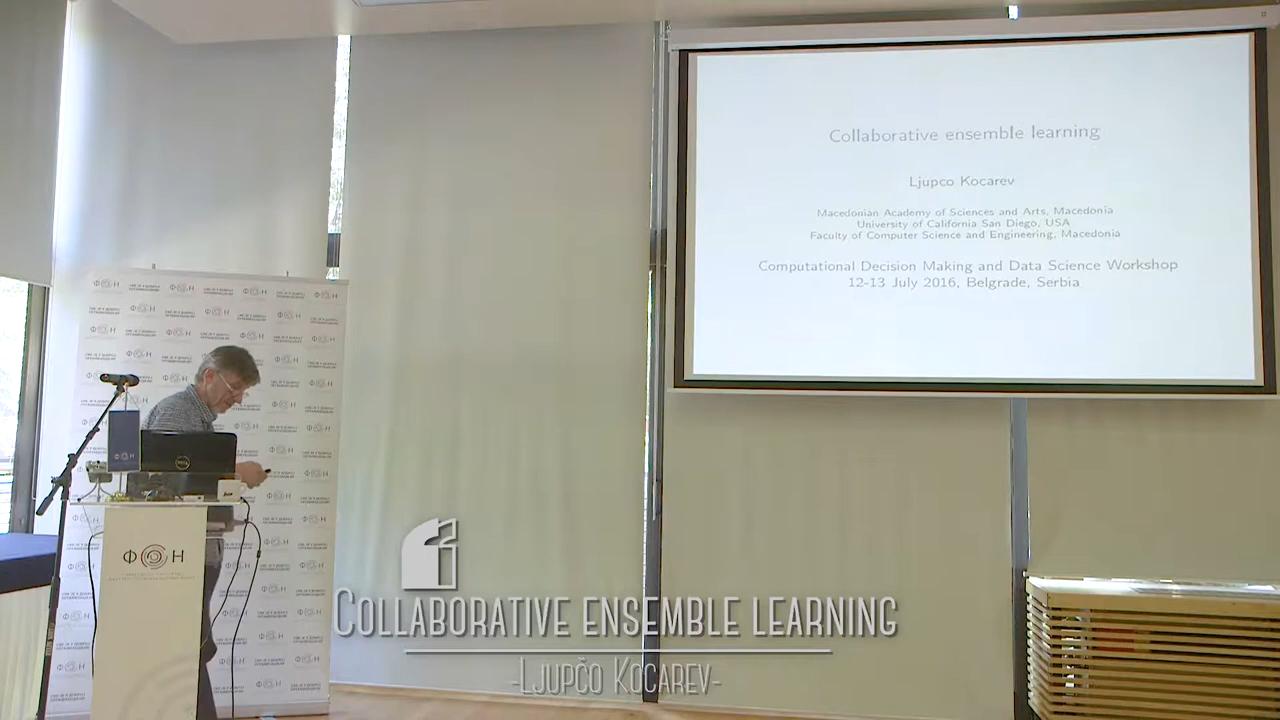 Collaborative ensemble learning
Ljupco Kocarev
Macedonian Academy of Sciences and Arts, Macedonia
University of California San Diego, USA
Faculty of Computer Science and Engineering, Macedonia
Computational Decision Making and Data Science Workshop
12-13 July 2016, Belgrade, Serbia
DELL
ФОН
COLLABORATIVE ENSEMBLE LEARNING
-LJUPČO KOCAREV-